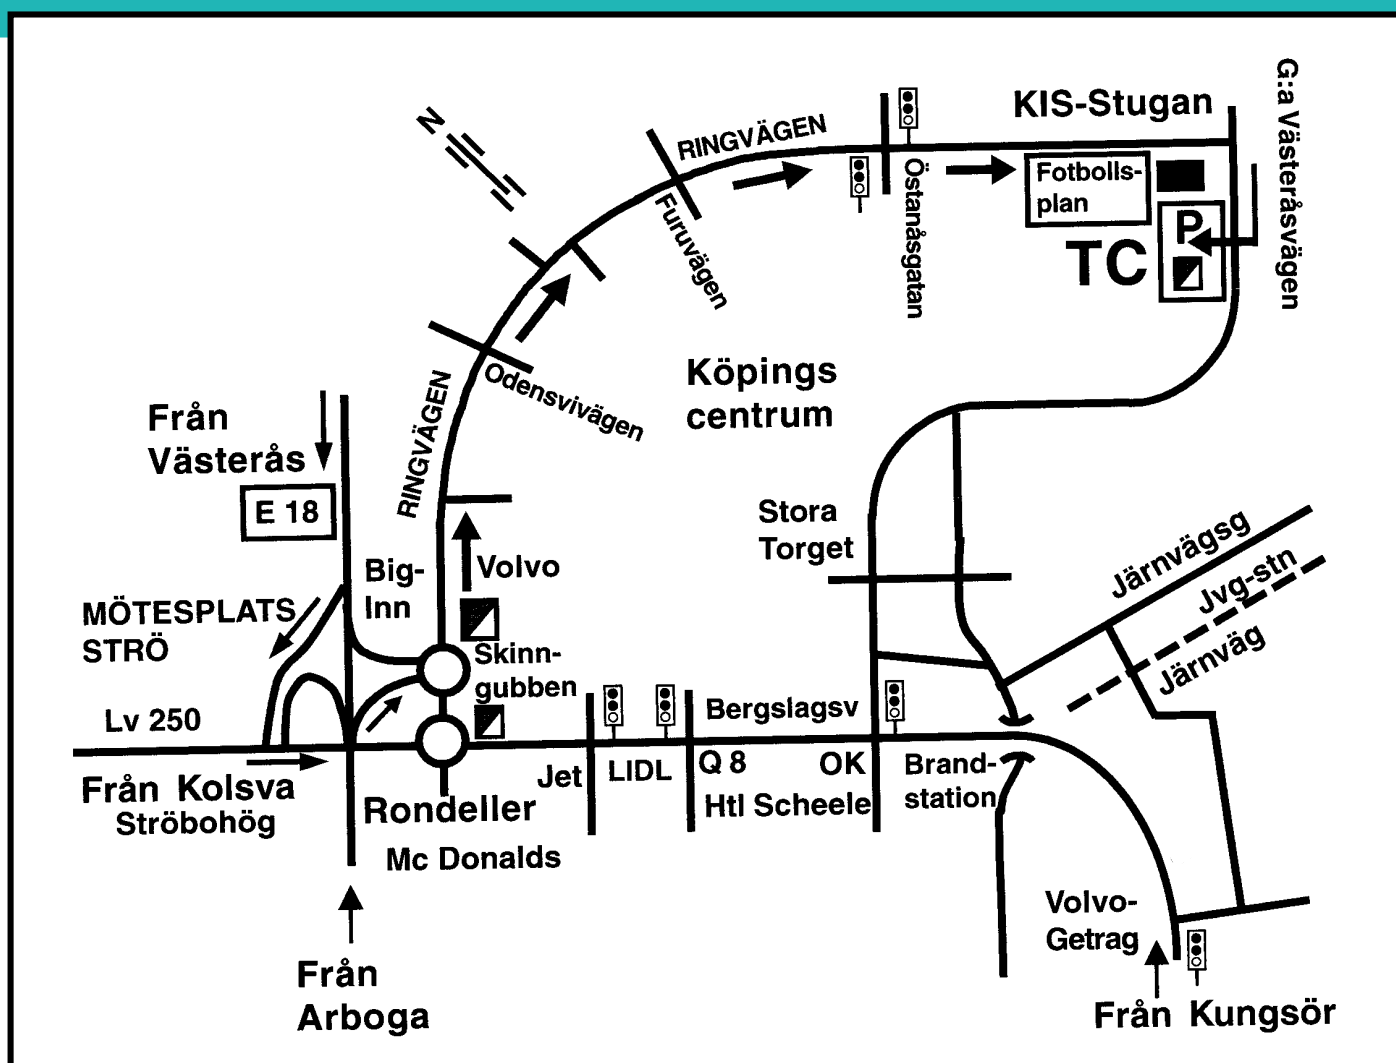 N
RINGVÄGEN
KIS-Stugan
G:a Västeråsvägen
Fotbolls-
plan
P
TC
Östanåsgatan
Furuvägen
Odensvivägen
RINGVÄGEN
Köpings
centrum
Från
Västerås
E 18
Stora
Torget
Big-
Inn
Volvo
MÖTESPLATS
STRÖ
Skinn-
gubben
Järnvägsg
Jvg-stn
Järnväg
Lv 250
Bergslagsv
Från Kolsva
Ströbohög
Rondeller
Mc Donalds
Jet
LIDL
Q 8
OK
Htl Scheele
Brand-
station
Volvo-
Getrag
Från
Arboga
Från Kungsör